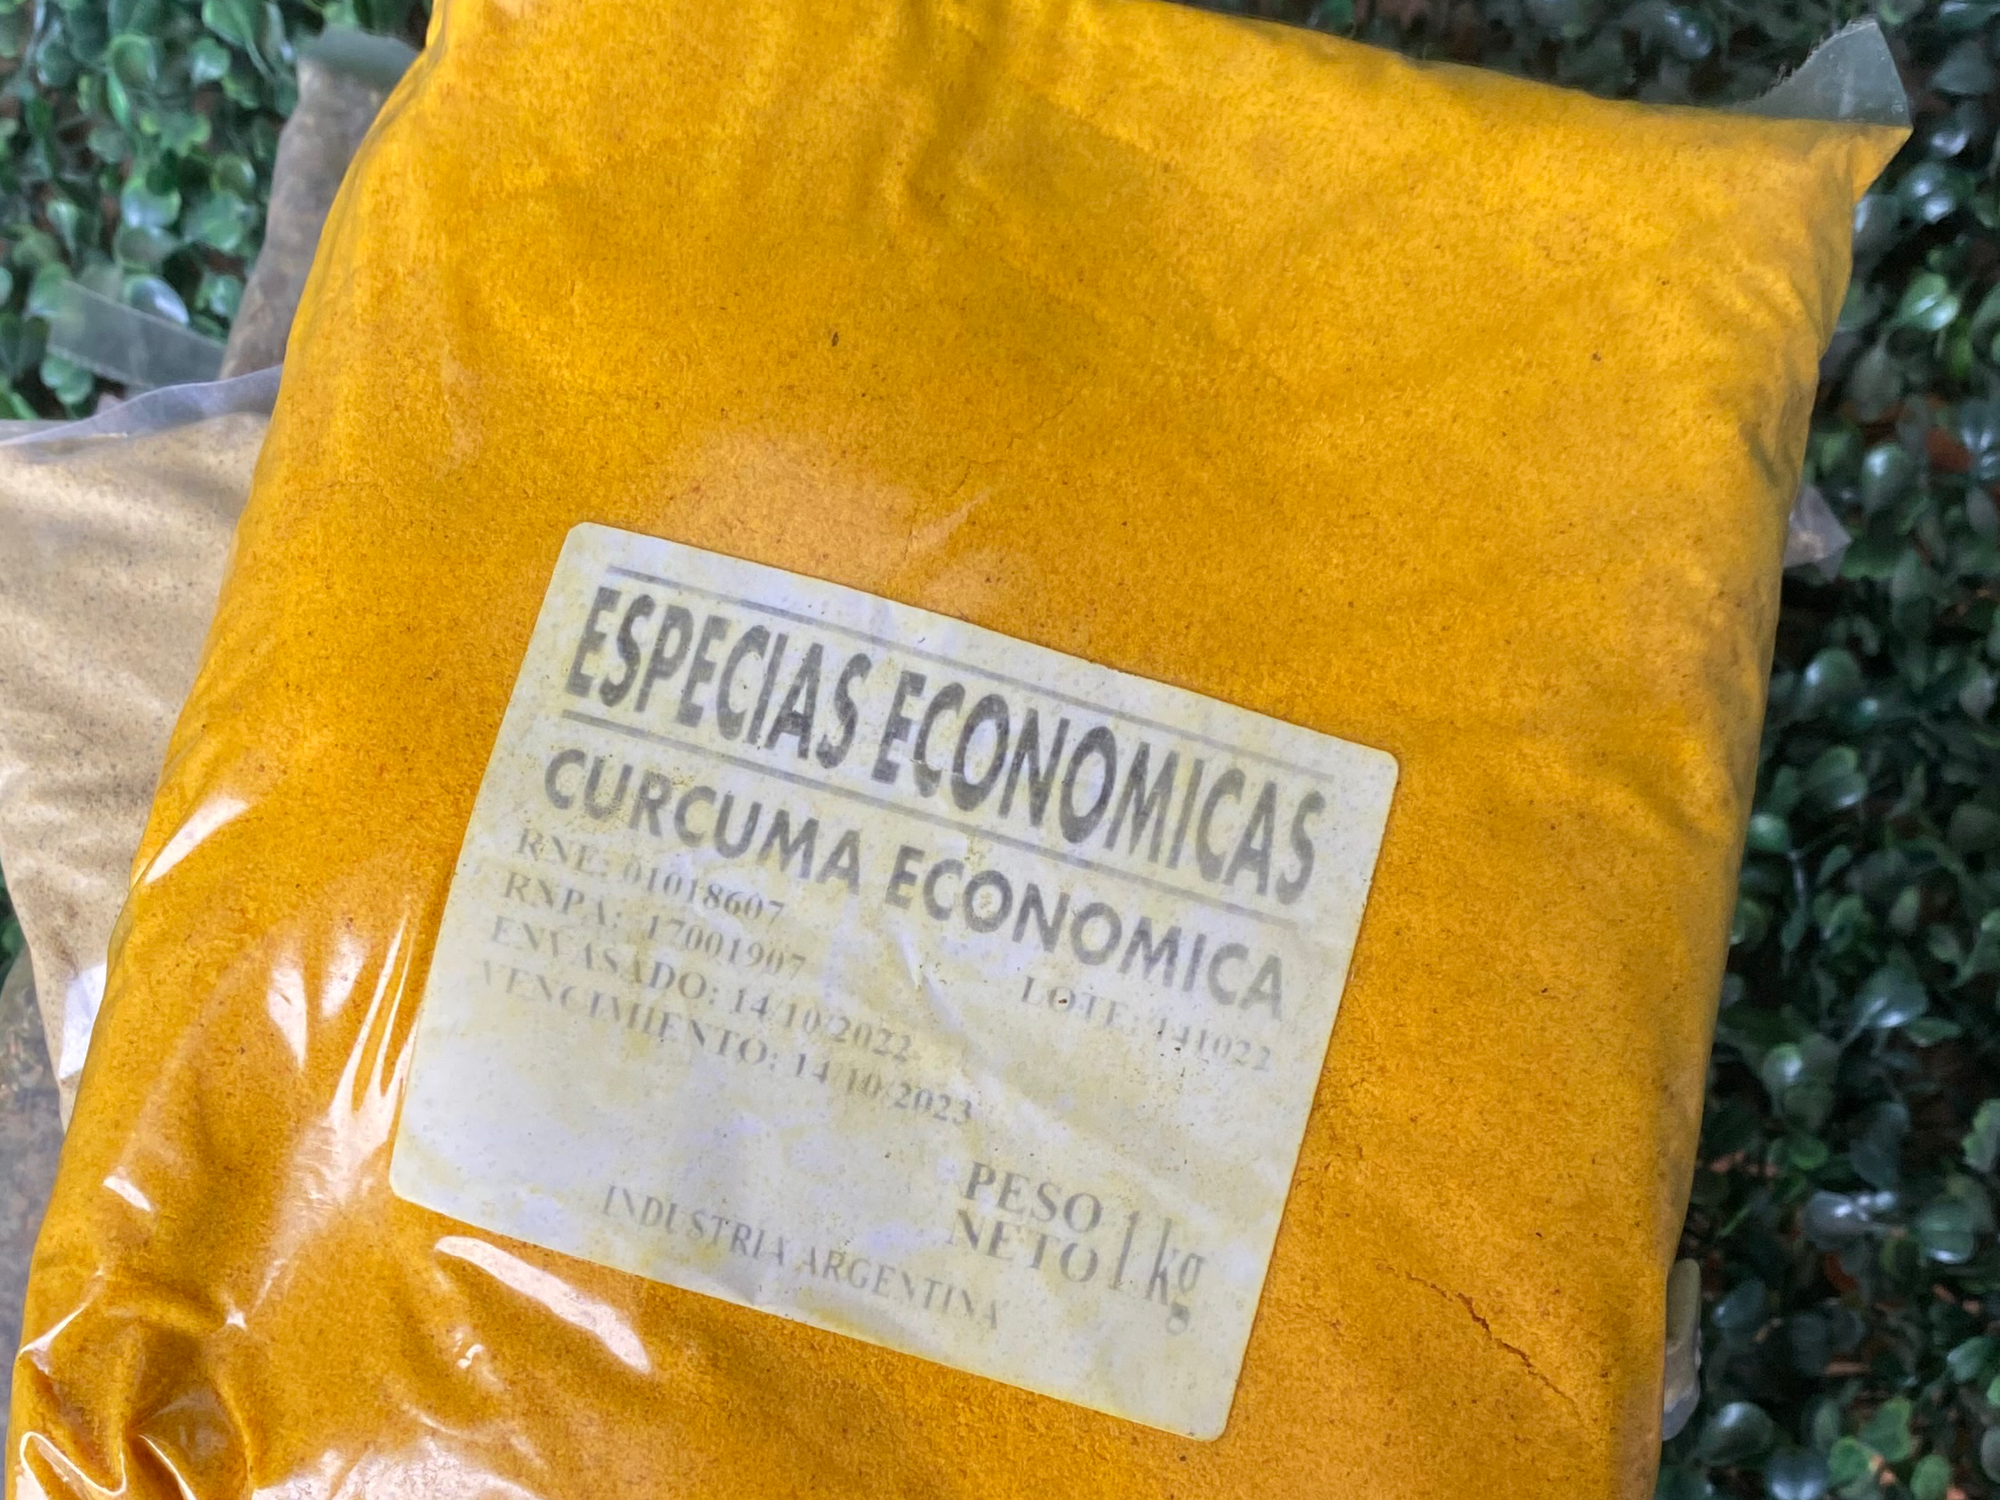 ESPECIAS ECONOMICAS
CURCUMA ECONOMICA
RNE: 01018607
RNPA: 17001907
LOTE: 141022
ENVASADO: 14/10/2022
VENCIMIENTO: 14/10/2023
PESO
NETO 1 kg
INDUSTRIA ARGENTINA